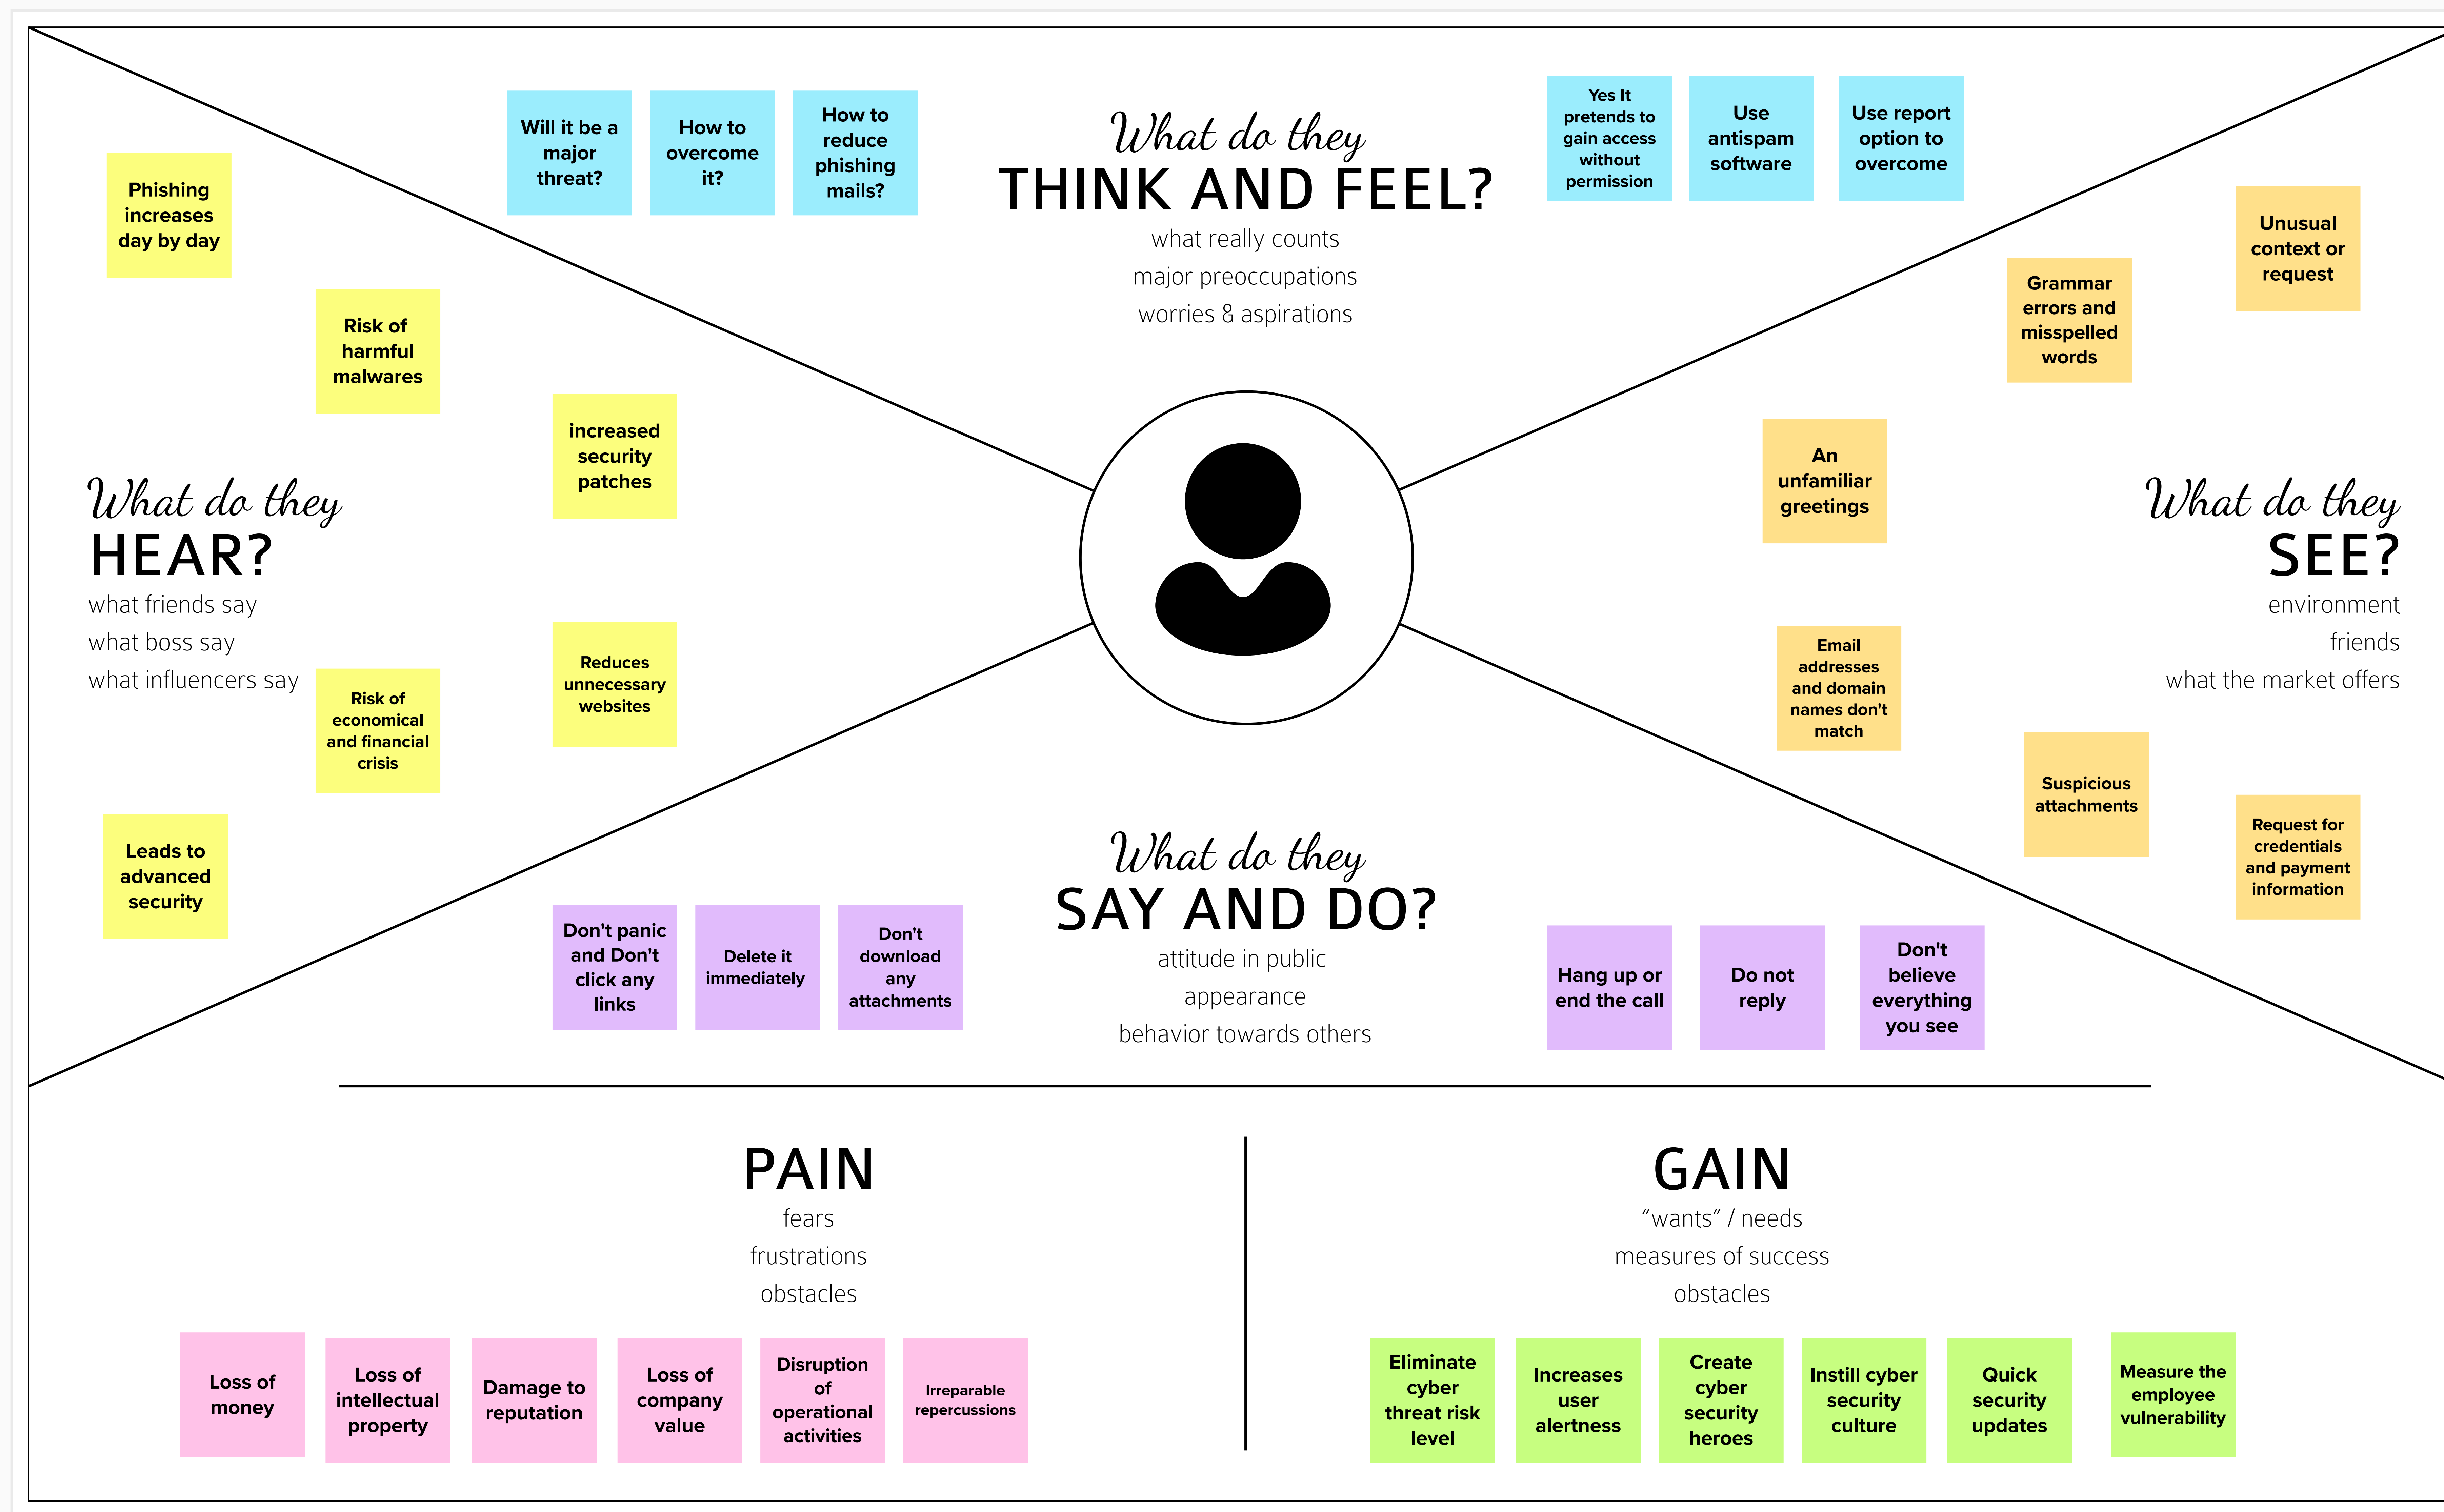 What do they
THINK AND FEEL?
what really counts
major preoccupations
worries & aspirations
Will it be a
major
threat?
How to
overcome
it?
How to
reduce
phishing
mails?
Yes It
pretends to
gain access
without
permission
Use
antispam
software
Use report
option to
overcome
What do they
HEAR?
what friends say
what boss say
what influencers say
Phishing
increases
day by day
Risk of
harmful
malwares
increased
security
patches
Reduces
unnecessary
websites
Risk of
economical
and financial
crisis
Leads to
advanced
security
What do they
SEE?
environment
friends
what the market offers
Unusual
context or
request
Grammar
errors and
misspelled
words
An
unfamiliar
greetings
Email
addresses
and domain
names don't
match
Suspicious
attachments
Request for
credentials
and payment
information
What do they
SAY AND DO?
attitude in public
appearance
behavior towards others
Don't panic
and Don't
click any
links
Delete it
immediately
Don't
download
any
attachments
Hang up or
end the call
Do not
reply
Don't
believe
everything
you see
PAIN
fears
frustrations
obstacles
Loss of
money
Loss of
intellectual
property
Damage to
reputation
Loss of
company
value
Disruption
of
operational
activities
Irreparable
repercussions
GAIN
“wants” / needs
measures of success
obstacles
Eliminate
cyber
threat risk
level
Increases
user
alertness
Create
cyber
security
heroes
Instill cyber
security
culture
Quick
security
updates
Measure the
employee
vulnerability